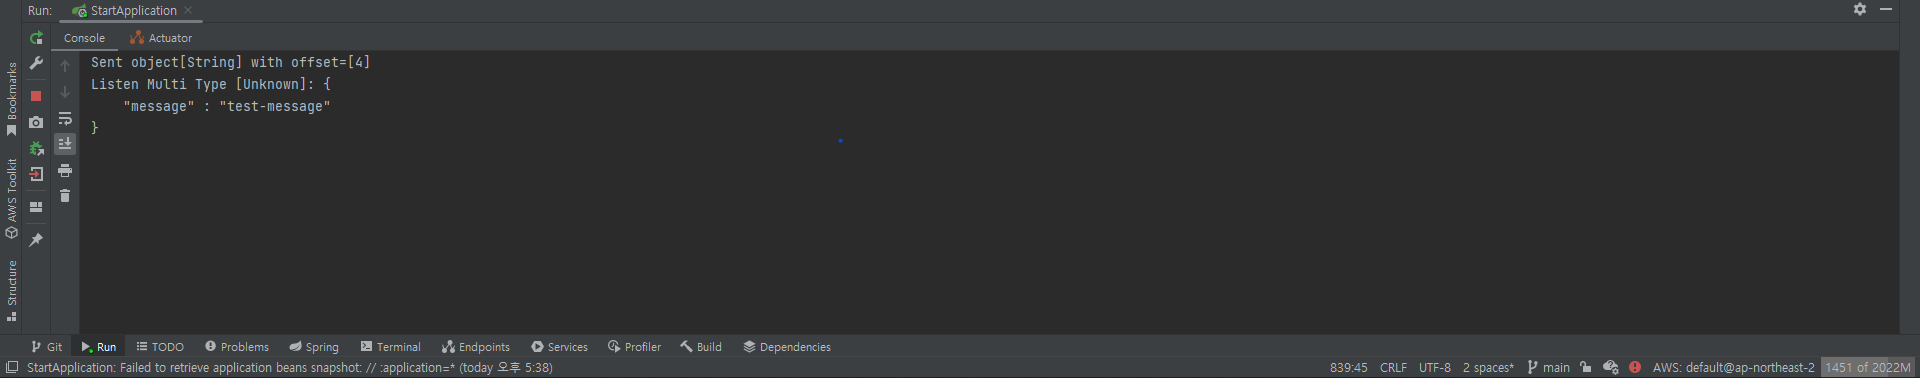 Run: StartApplication
Console Actuator
Sent object[String] with offset=[4]
Listen Multi Type [Unknown]: {
"message" : "test-message"
}
Bookmarks
AWS Toolkit
Structure
Git Run TODO Problems Spring Terminal Endpoints Services Profiler Build Dependencies
StartApplication: Failed to retrieve application beans snapshot: // :application=* (today 오후 5:38) 839:45 CRLF UTF-8 2 spaces* main AWS: default@ap-northeast-2 1451 of 2022M